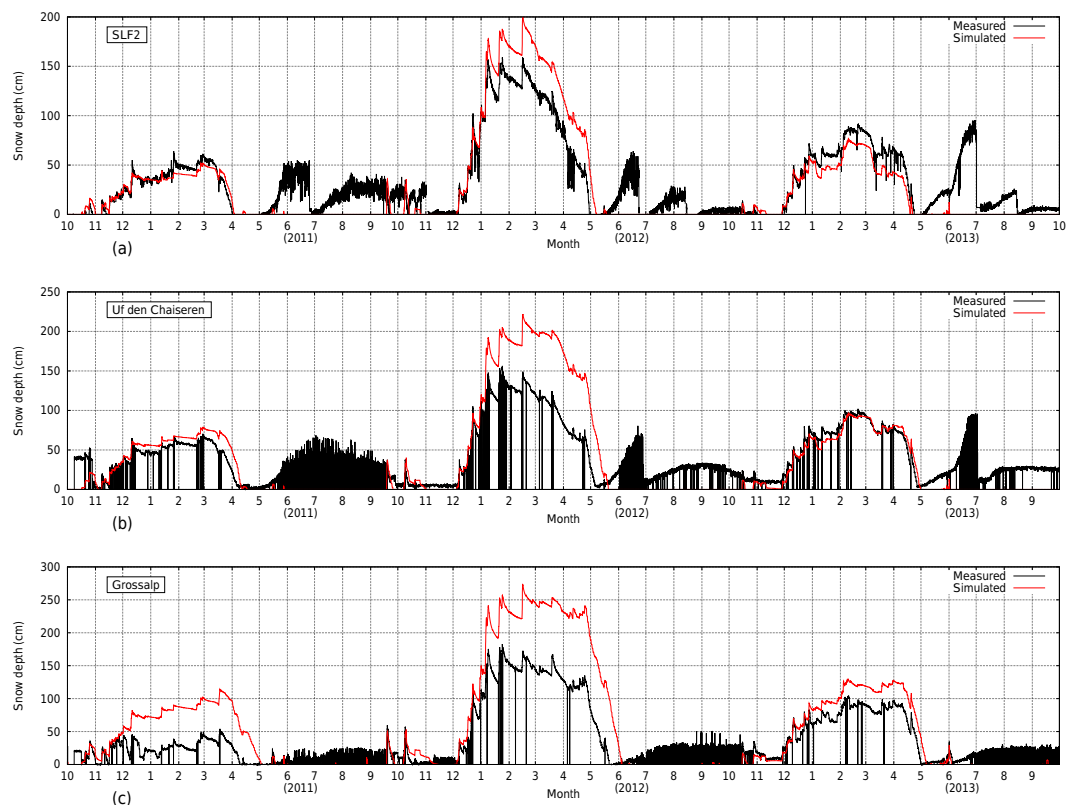 200
150
100
50
0
Snow depth (cm)
SLF2
Measured
Simulated
10 11 12 1 2 3 4 5 6 7 8 9 10 11 12 1 2 3 4 5 6 7 8 9 10 11 12 1 2 3 4 5 6 7 8 9 10
(2011) (2012) (2013)
Month
(a)
250
200
150
100
50
0
Snow depth (cm)
Uf den Chaiseren
Measured
Simulated
10 11 12 1 2 3 4 5 6 7 8 9 10 11 12 1 2 3 4 5 6 7 8 9 10 11 12 1 2 3 4 5 6 7 8 9
(2011) (2012) (2013)
Month
(b)
300
250
200
150
100
50
0
Snow depth (cm)
Grossalp
Measured
Simulated
10 11 12 1 2 3 4 5 6 7 8 9 10 11 12 1 2 3 4 5 6 7 8 9 10 11 12 1 2 3 4 5 6 7 8 9
(2011) (2012) (2013)
Month
(c)